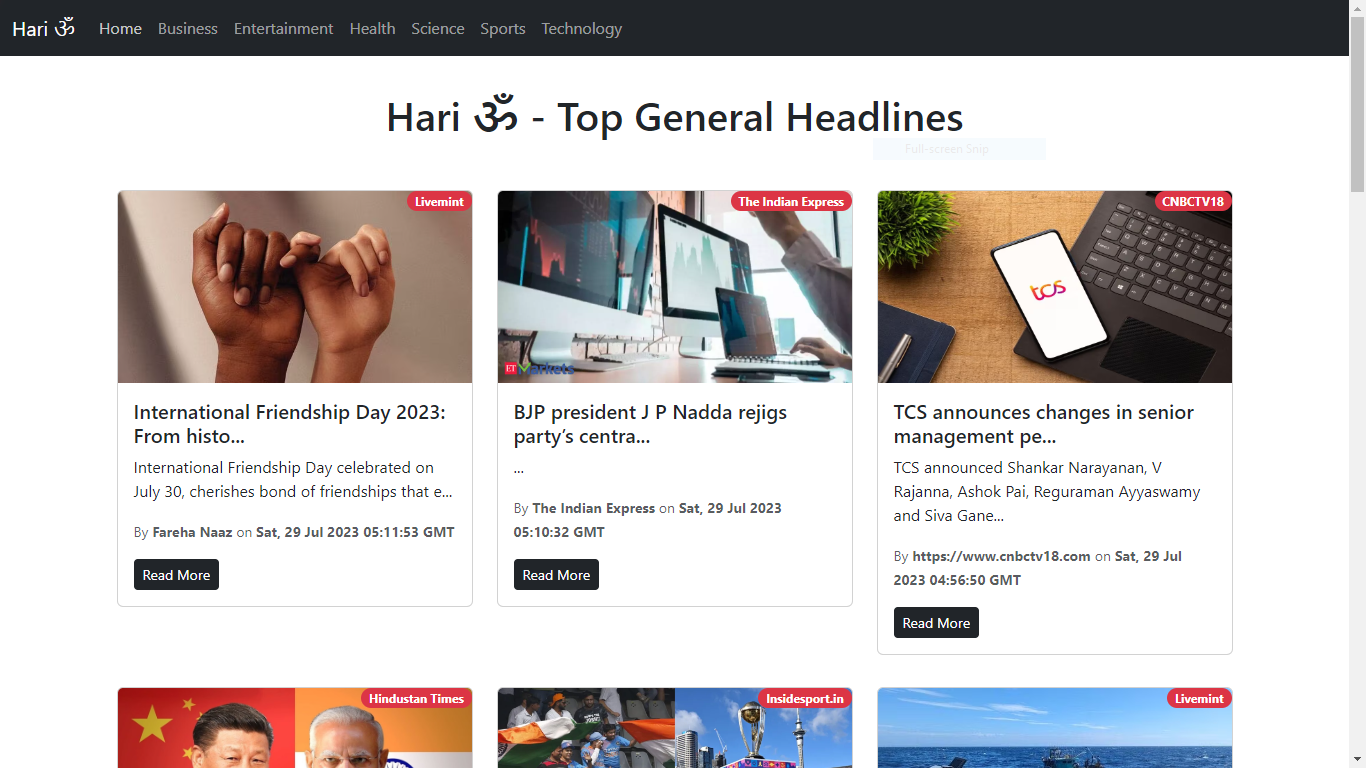 Hari ॐ Home Business Entertainment Health Science Sports Technology
Hari ॐ - Top General Headlines
Full-screen Snip
Livemint
International Friendship Day 2023:
From histo...
International Friendship Day celebrated on
July 30, cherishes bond of friendships that e...
By Fareha Naaz on Sat, 29 Jul 2023 05:11:53 GMT
Read More
The Indian Express
ET Markets
BJP president J P Nadda rejigs
party’s centra...
...
By The Indian Express on Sat, 29 Jul 2023
05:10:32 GMT
Read More
CNBCTV18
tcs
TCS announces changes in senior
management pe...
TCS announced Shankar Narayanan, V
Rajanna, Ashok Pai, Reguraman Ayyaswamy
and Siva Gane...
By https://www.cnbctv18.com on Sat, 29 Jul
2023 04:56:50 GMT
Read More
Hindustan Times
Insidesport.in
Livemint